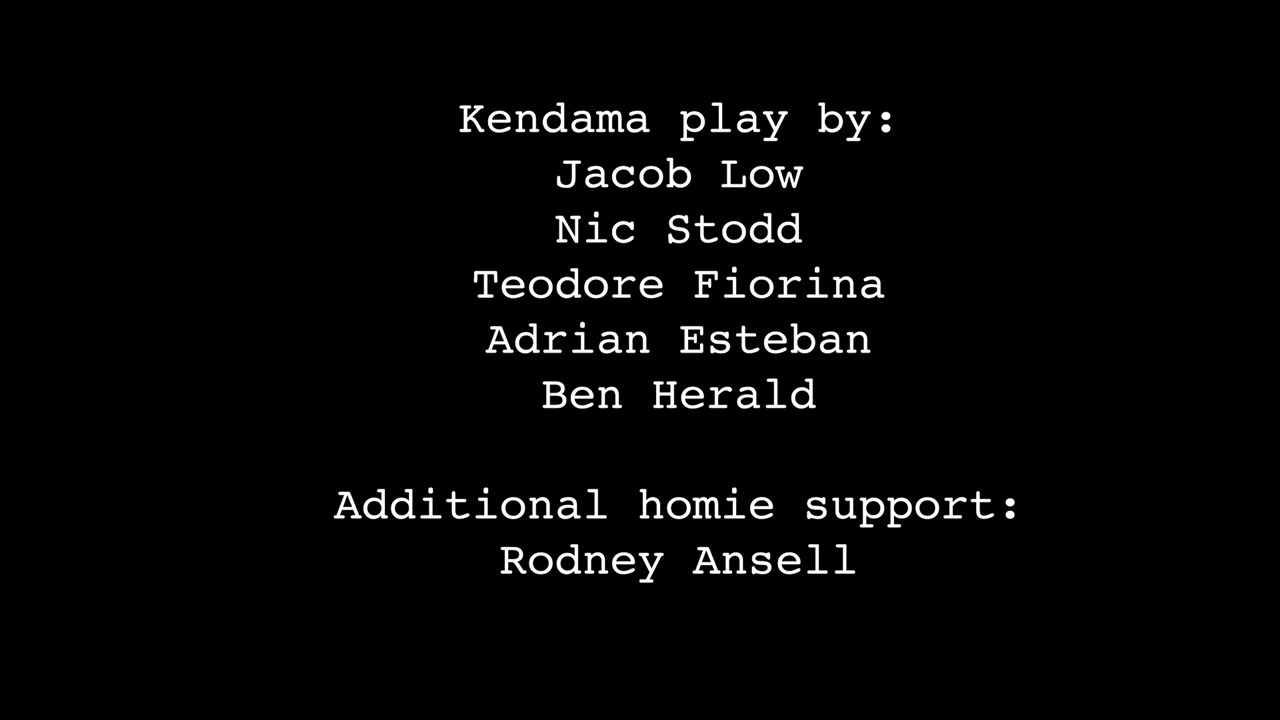 Kendama play by:
Jacob Low
Nic Stodd
Teodore Fiorina
Adrian Esteban
Ben Herald
Additional homie support:
Rodney Ansell